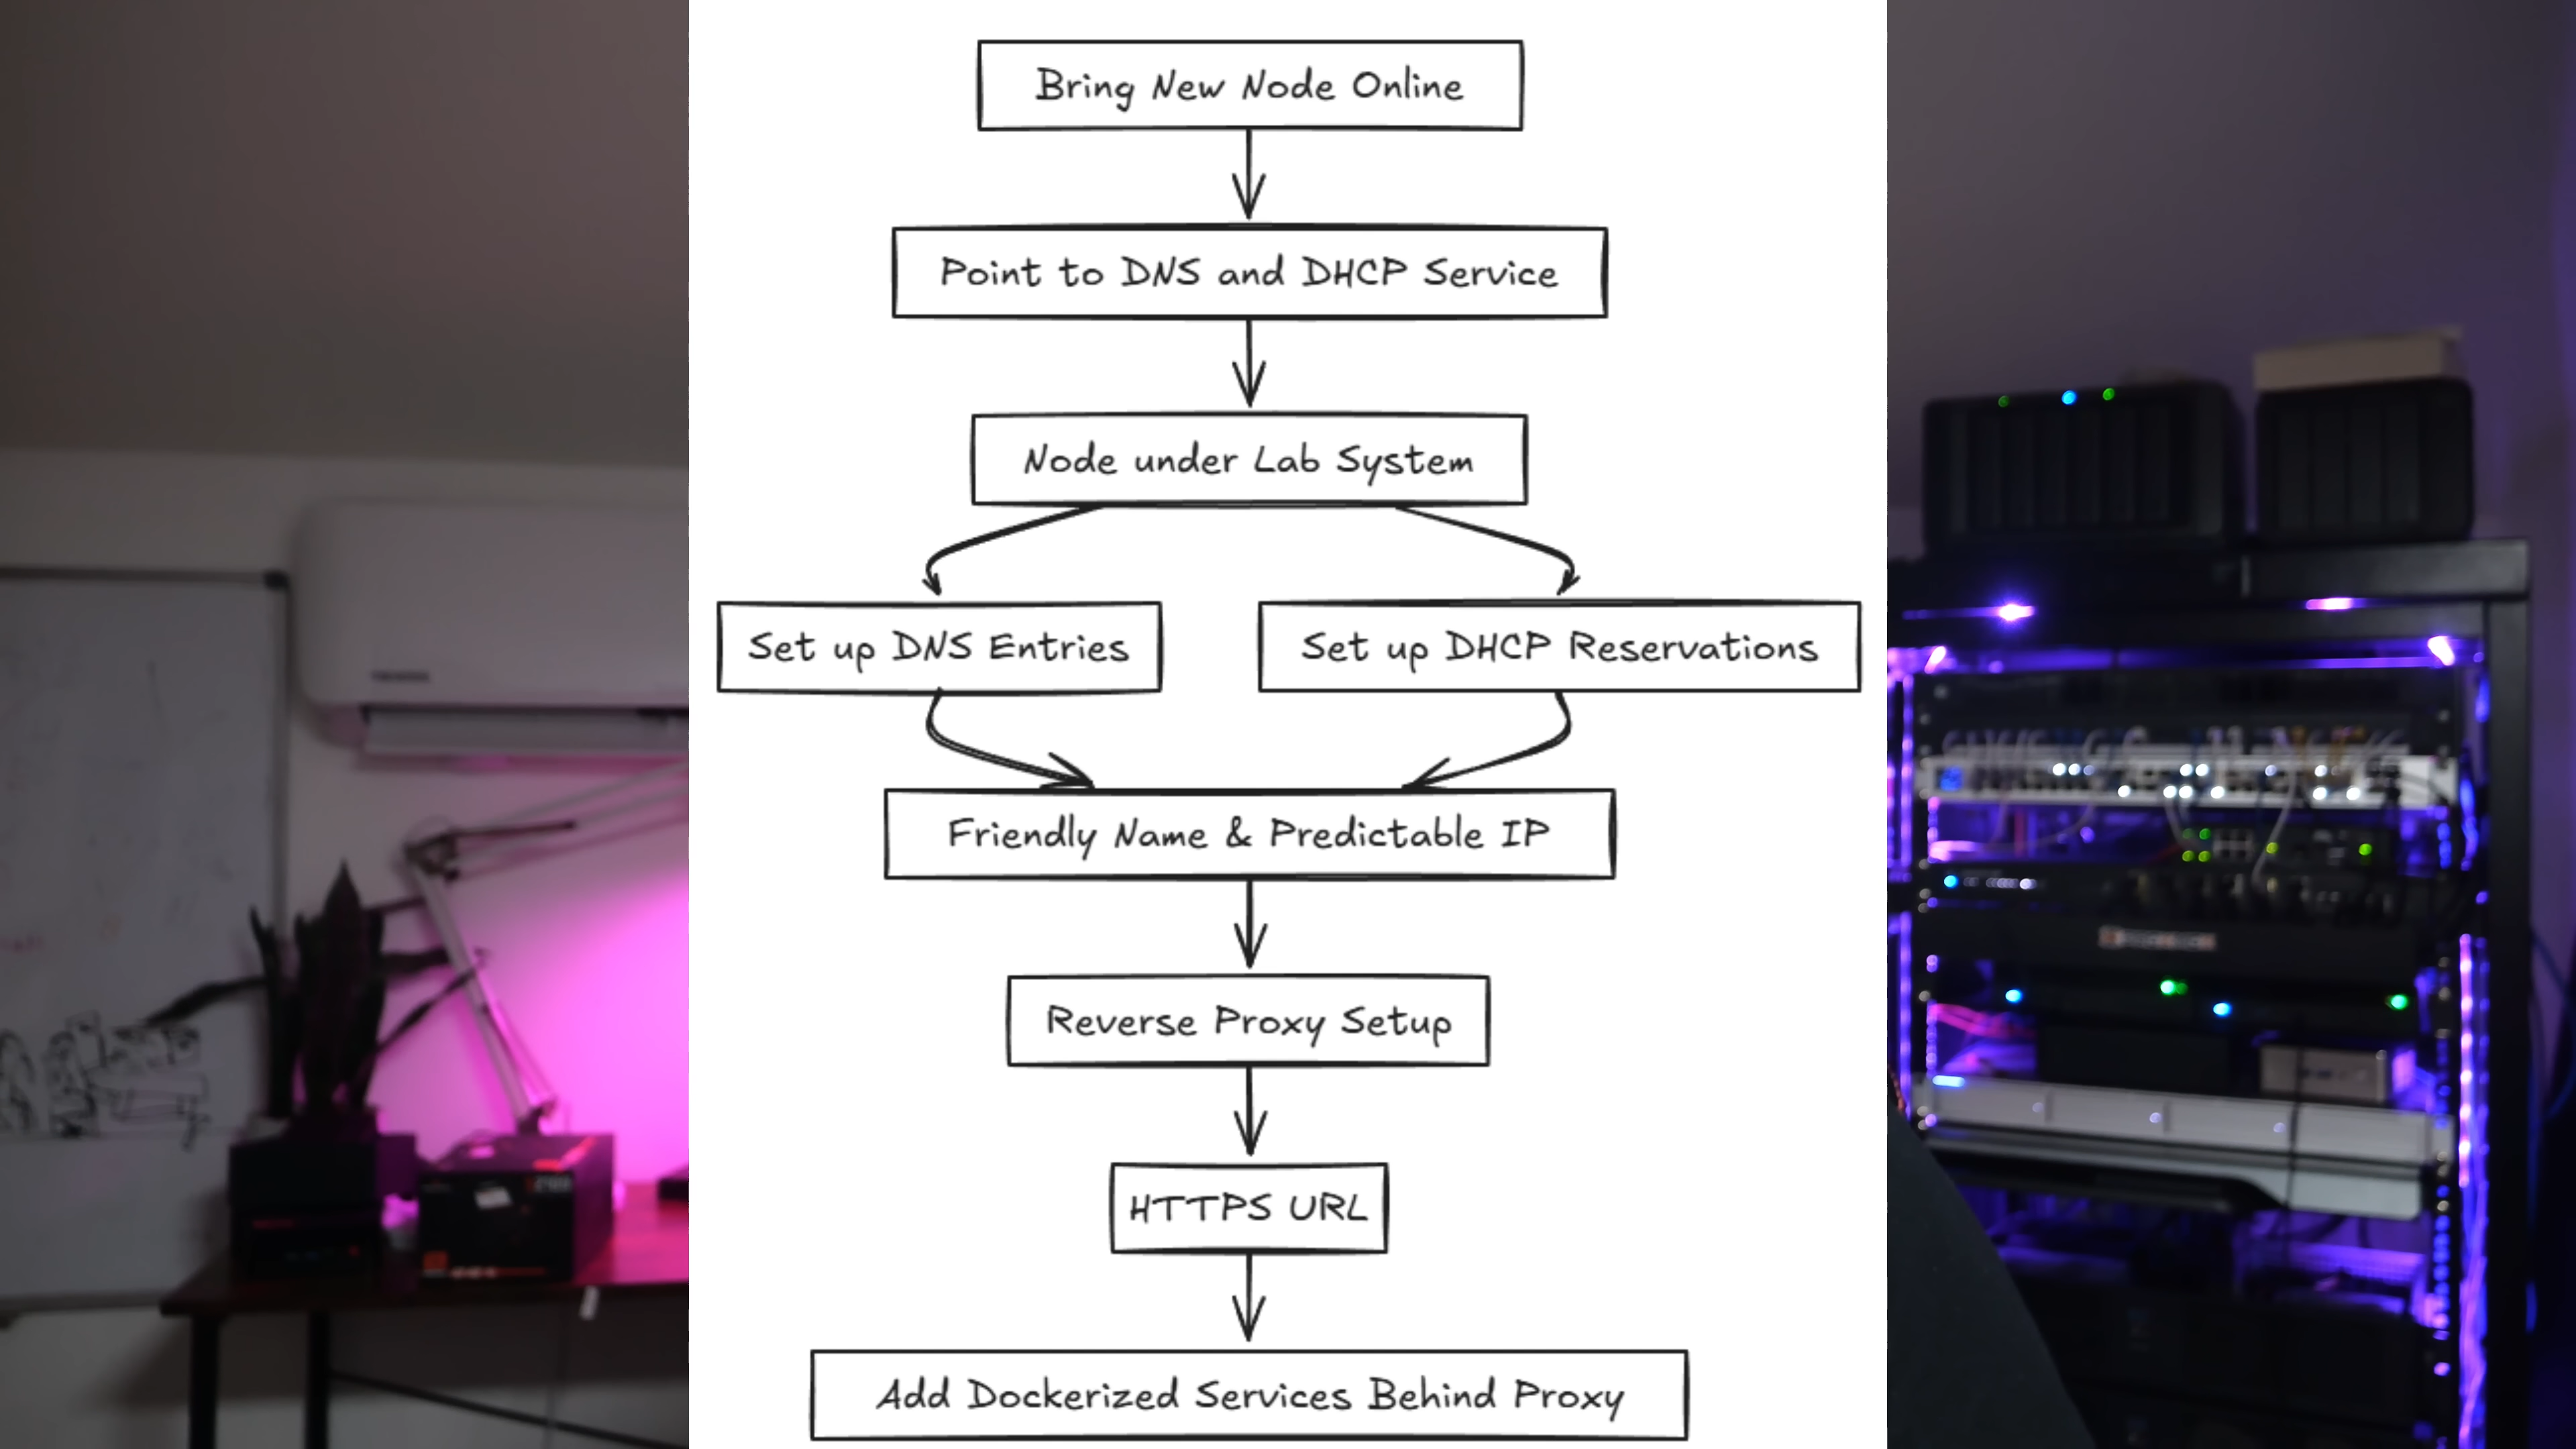 Bring New Node Online
Point to DNS and DHCP Service
Node under Lab System
Set up DNS Entries
Set up DHCP Reservations
Friendly Name & Predictable IP
Reverse Proxy Setup
HTTPS URL
Add Dockerized Services Behind Proxy